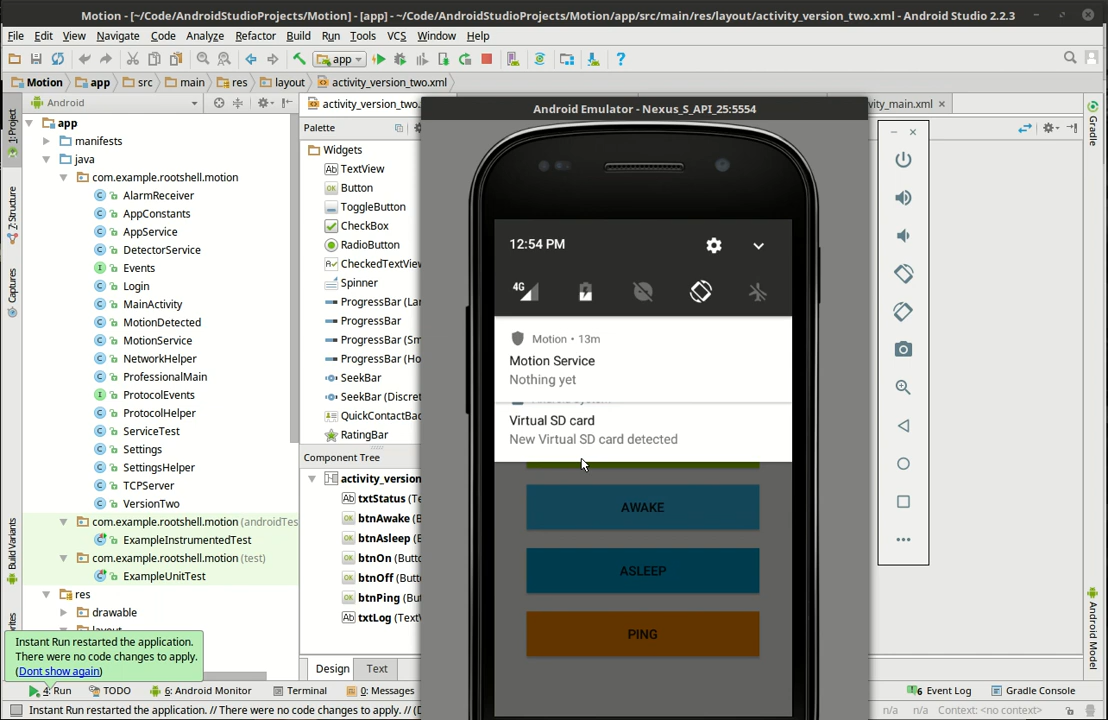 Motion - [~/Code/AndroidStudioProjects/Motion] - [app] - ~/Code/AndroidStudioProjects/Motion/app/src/main/res/layout/activity_version_two.xml - Android Studio 2.2.3
File Edit View Navigate Code Analyze Refactor Build Run Tools VCS Window Help
app
Motion app src main res layout activity_version_two.xml
Android
activity_version_two.
vity_main.xml
Android Emulator - Nexus_S_API_25:5554
1: Project
7: Structure
Captures
Build Variants
Gradle
Android Model
app
manifests
java
com.example.rootshell.motion
AlarmReceiver
AppConstants
AppService
DetectorService
Events
Login
MainActivity
MotionDetected
MotionService
NetworkHelper
ProfessionalMain
ProtocolEvents
ProtocolHelper
ServiceTest
Settings
SettingsHelper
TCPServer
VersionTwo
com.example.rootshell.motion (androidTes
ExampleInstrumentedTest
com.example.rootshell.motion (test)
ExampleUnitTest
res
drawable
Palette
Widgets
TextView
Button
ToggleButton
CheckBox
RadioButton
CheckedTextVie
Spinner
ProgressBar (Lar
ProgressBar
ProgressBar (Sm
ProgressBar (Ho
SeekBar
SeekBar (Discret
QuickContactBad
RatingBar
Component Tree
activity_version
txtStatus (Te
btnAwake (B
btnAsleep (B
btnOn (Butto
btnOff (Butt
btnPing (Bu
txtLog (TextV
Design Text
12:54 PM
4G
Motion • 13m
Motion Service
Nothing yet
Virtual SD card
New Virtual SD card detected
AWAKE
ASLEEP
PING
Instant Run restarted the application.
There were no code changes to apply.
(Dont show again)
4: Run TODO 6: Android Monitor Terminal 0: Messages
6 Event Log Gradle Console
Instant Run restarted the application. // There were no code changes to apply. // (D
n/a n/a Context: <no context>